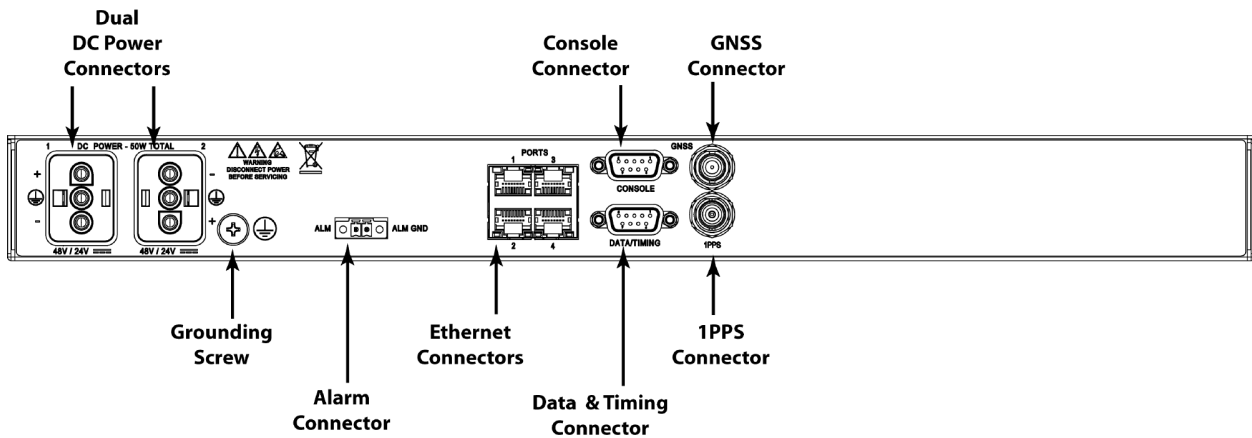 Dual
DC Power
Connectors
Console
Connector
GNSS
Connector
1 DC POWER - 50W TOTAL 2
+
-
-
+
48V / 24V
48V / 24V
WARNING
DISCONNECT POWER
BEFORE SERVICING
ALM
ALM GND
PORTS
1 3
2 4
CONSOLE
DATA/TIMING
GNSS
1PPS
Grounding
Screw
Alarm
Connector
Ethernet
Connectors
Data & Timing
Connector
1PPS
Connector